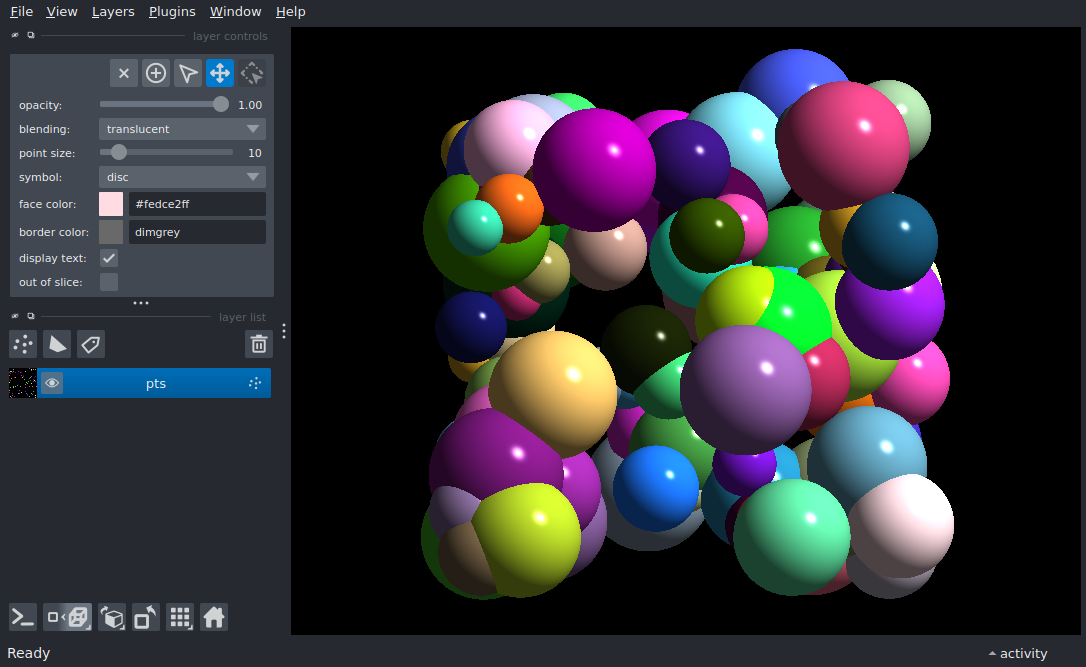 File View Layers Plugins Window Help
layer controls
opacity: 1.00
blending: translucent
point size: 10
symbol: disc
face color: #fedce2ff
border color: dimgrey
display text:
out of slice:
layer list
pts
Ready activity